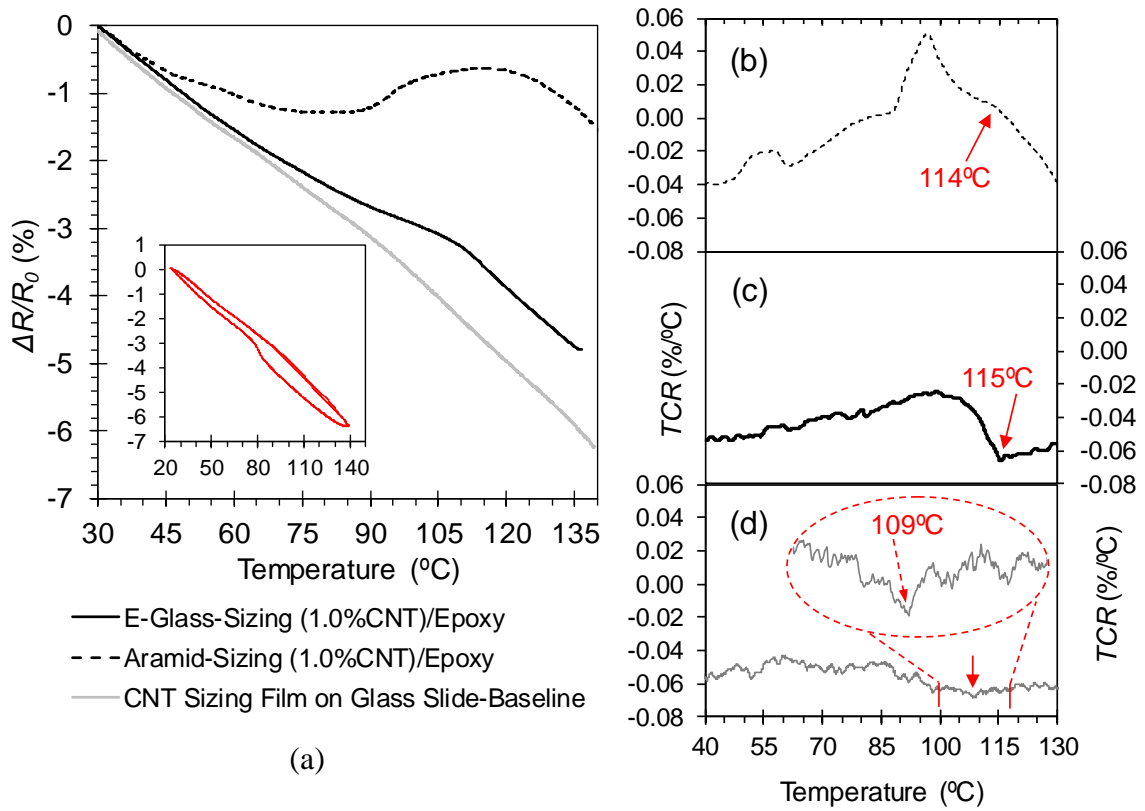 0
-1
-2
-3
-4
-5
-6
-7
ΔR/R0 (%)
30 45 60 75 90 105 120 135
Temperature (ºC)
1
0
-1
-2
-3
-4
-5
-6
-7
20 50 80 110 140
E-Glass-Sizing (1.0%CNT)/Epoxy
Aramid-Sizing (1.0%CNT)/Epoxy
CNT Sizing Film on Glass Slide-Baseline
(a)
0.06
0.04
0.02
0.00
-0.02
-0.04
-0.06
-0.08
(b)
114ºC
TCR (%/ºC)
0.06
0.04
0.02
0.00
-0.02
-0.04
-0.06
-0.08
(c)
115ºC
0.06
0.04
0.02
0.00
-0.02
-0.04
-0.06
-0.08
(d)
109ºC
TCR (%/ºC)
40 55 70 85 100 115 130
Temperature (ºC)